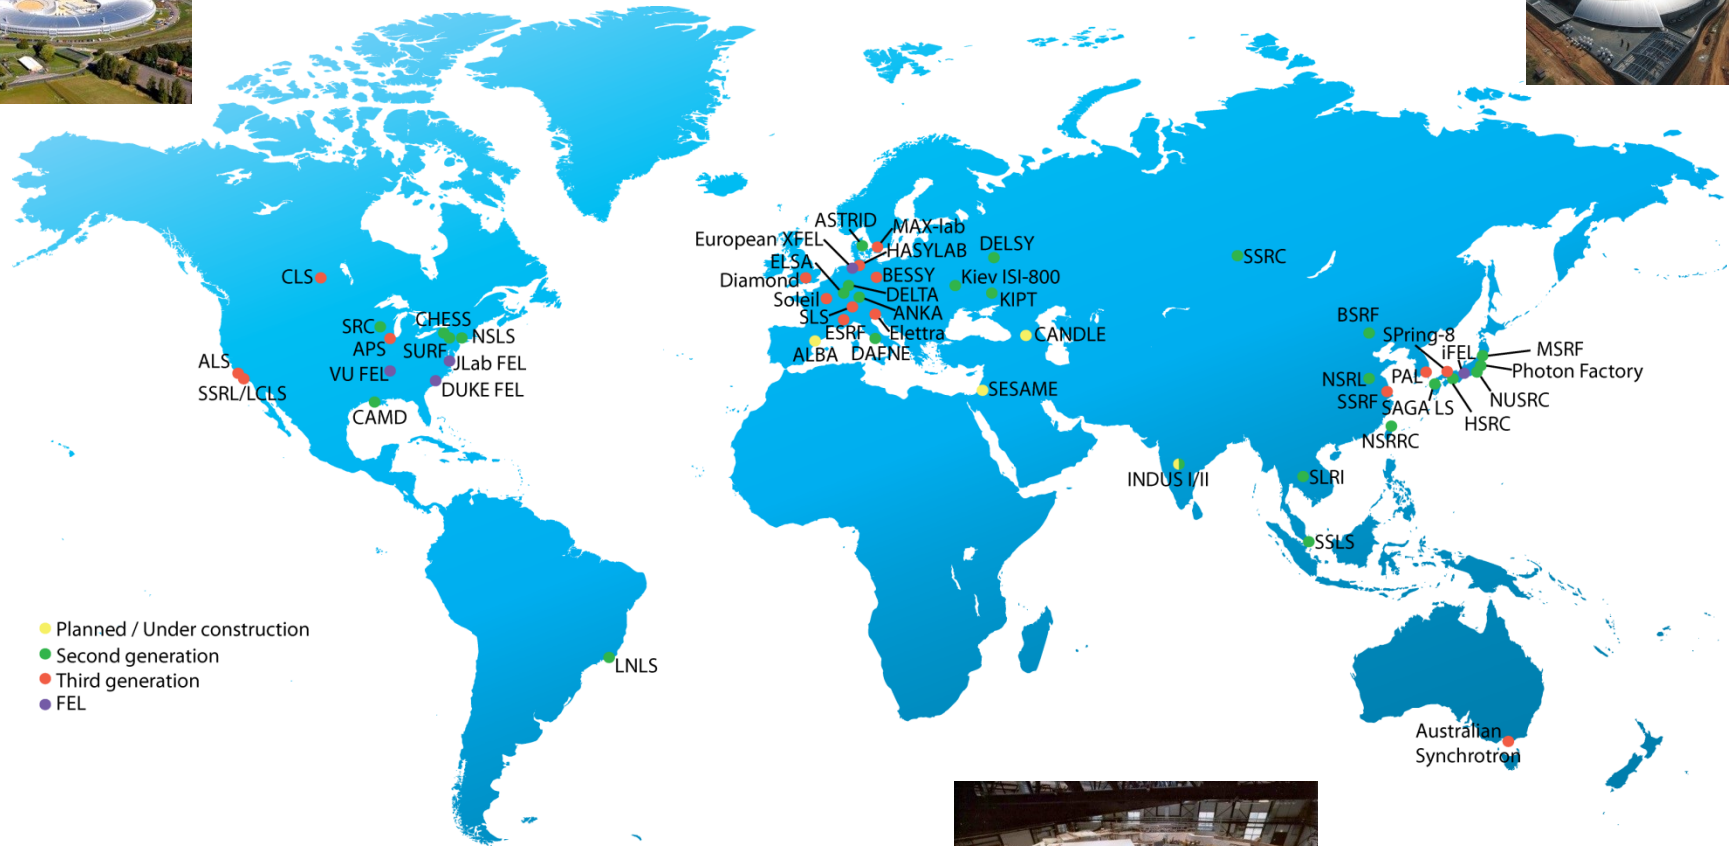 ASTRID
MAX-lab
European XFEL
HASYLAB
DELSY
ELSA
SSRC
Diamond
BESSY
Kiev ISI-800
CLS
Soleil
DELTA
KIPT
SLS
ANKA
SRC
CHESS
ESRF
Elettra
CANDLE
BSRF
SPring-8
NSLS
APS
SURF
ALBA
DAFNE
iFEL
MSRF
ALS
JLab FEL
VU FEL
Photon Factory
NSRL
PAL
SSRL/LCLS
DUKE FEL
SESAME
SSRF
SAGA LS
NUSRC
CAMD
HSRC
NSRRC
INDUS I/II
SLRI
SSLS
Planned / Under construction
Second generation
Third generation
FEL
LNLS
Australian
Synchrotron